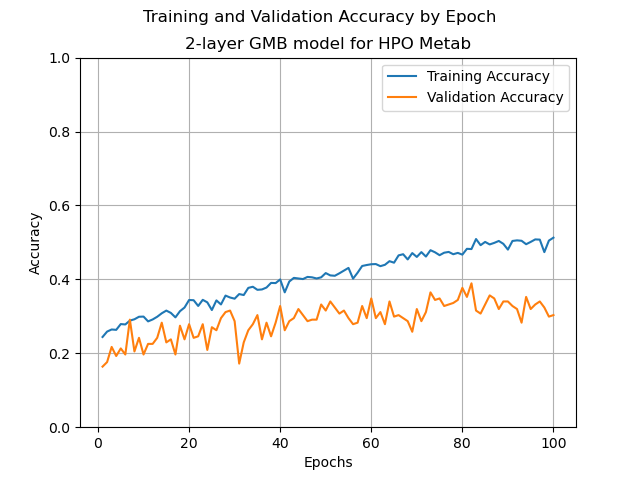 Training and Validation Accuracy by Epoch
2-layer GMB model for HPO Metab
1.0
Training Accuracy
Validation Accuracy
0.8
0.6
Accuracy
0.4
0.2
0.0
0 20 40 60 80 100
Epochs